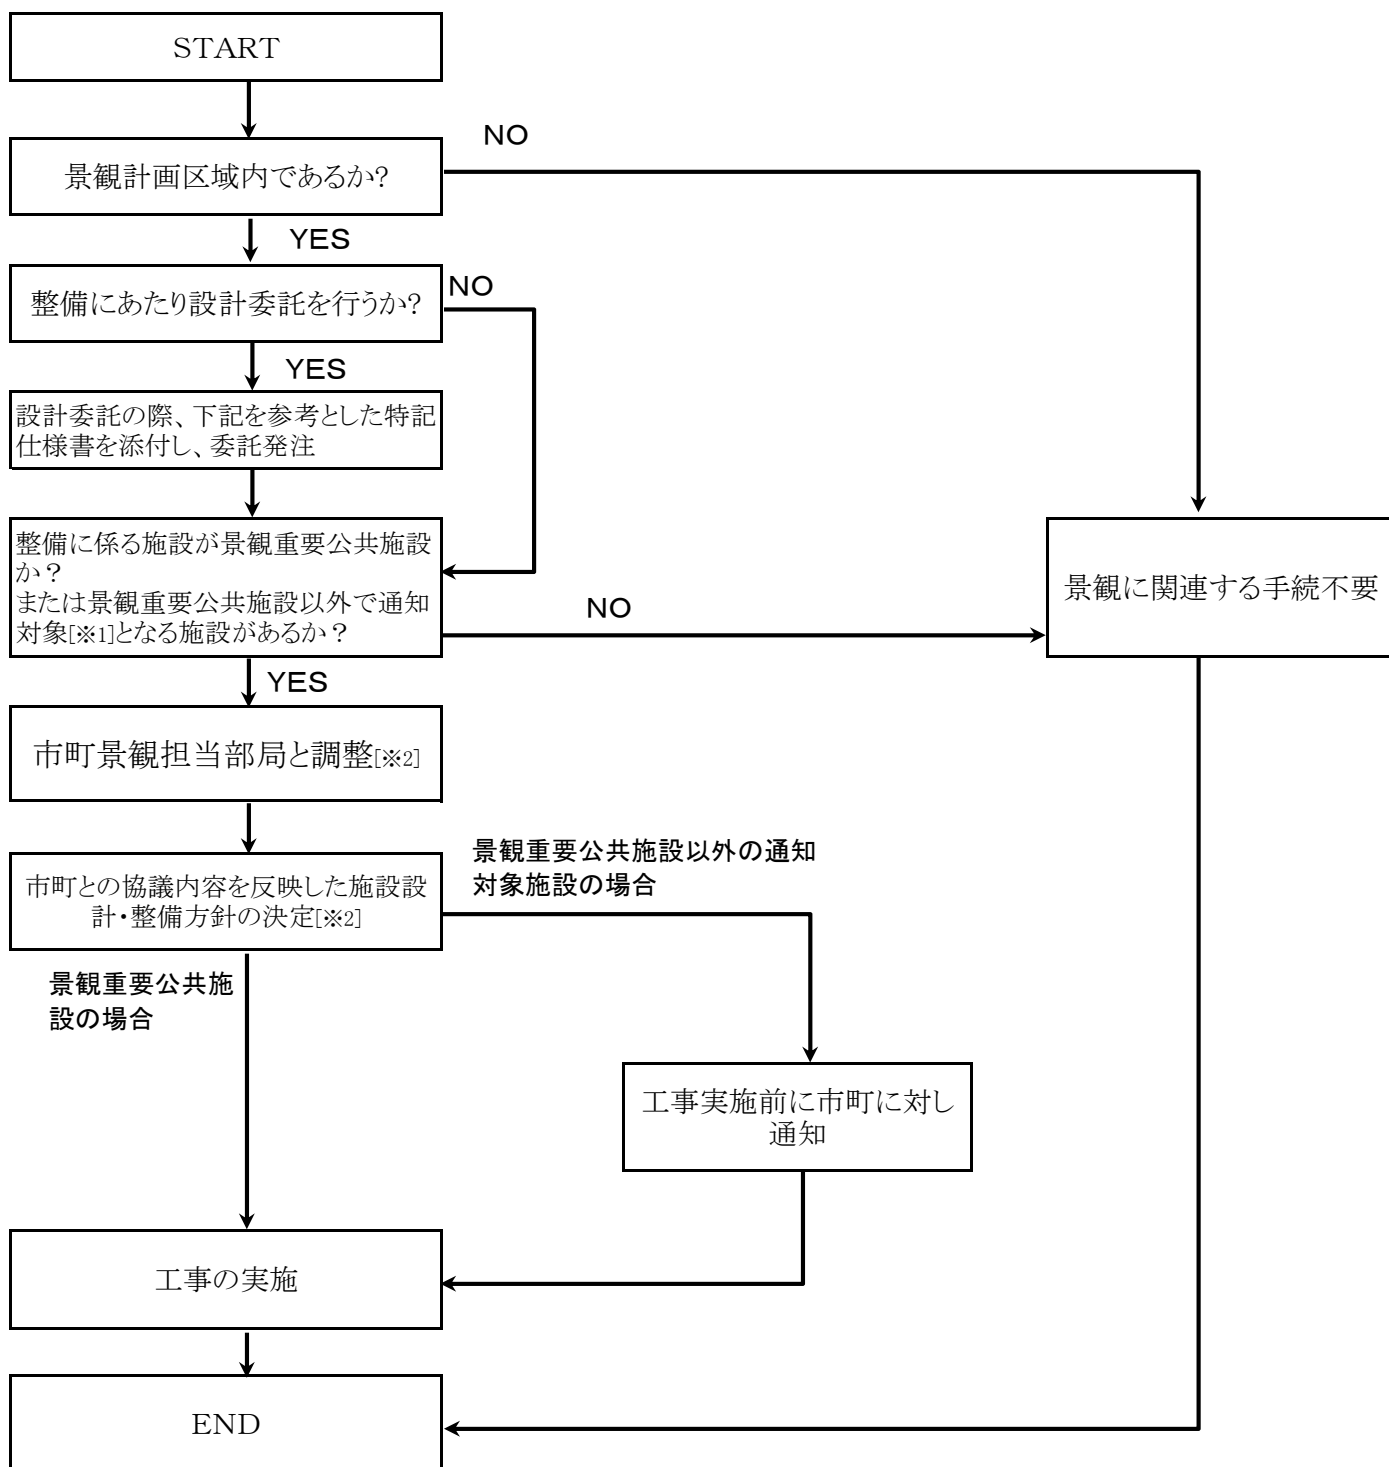 START
NO
景観計画区域内であるか?
YES
整備にあたり設計委託を行うか?
NO
YES
設計委託の際、下記を参考とした特記
仕様書を添付し、委託発注
整備に係る施設が景観重要公共施設
か？
または景観重要公共施設以外で通知
対象[※1]となる施設があるか？
NO
景観に関連する手続不要
YES
市町景観担当部局と調整[※2]
市町との協議内容を反映した施設設
計・整備方針の決定[※2]
景観重要公共施設以外の通知
対象施設の場合
景観重要公共施
設の場合
工事実施前に市町に対し
通知
工事の実施
END